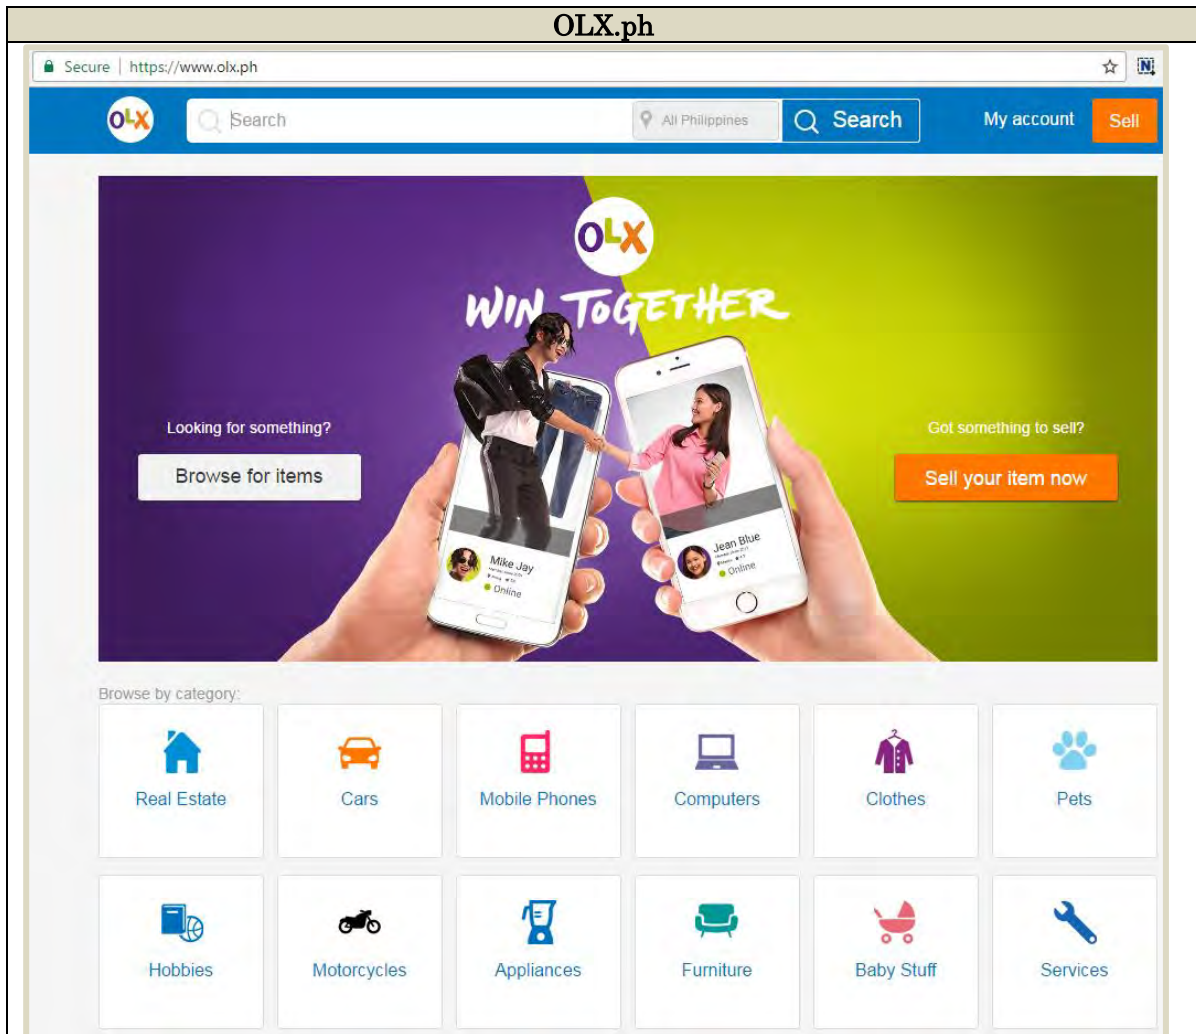 OLX.ph
Secure | https://www.olx.ph
N
OLX Search All Philippines Search My account Sell
OLX
WIN TOGETHER
Looking for something?
Got something to sell?
Browse for items
Sell your item now
Mike Jay
Online
Jean Blue
Online
Browse by category:
Real Estate Cars Mobile Phones Computers Clothes Pets
Hobbies Motorcycles Appliances Furniture Baby Stuff Services